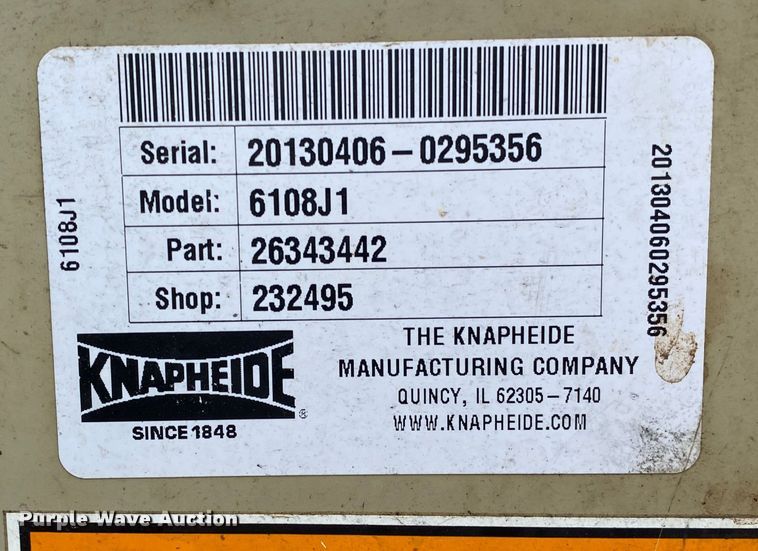 Serial: 20130406-0295356
Model: 6108J1
Part: 26343442
Shop: 232495
6108J1
201304060295356
KNAPHEIDE®
SINCE 1848
THE KNAPHEIDE
MANUFACTURING COMPANY
QUINCY, IL 62305-7140
WWW.KNAPHEIDE.COM
Purple Wave Auction